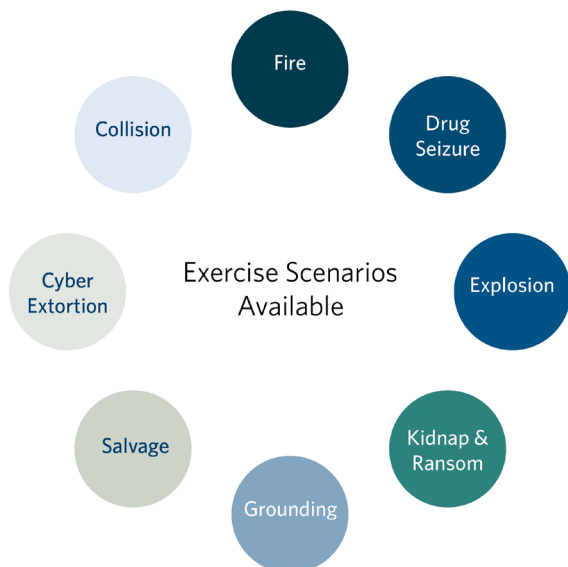 Fire
Drug
Seizure
Explosion
Kidnap &
Ransom
Grounding
Salvage
Cyber
Extortion
Collision
Exercise Scenarios
Available